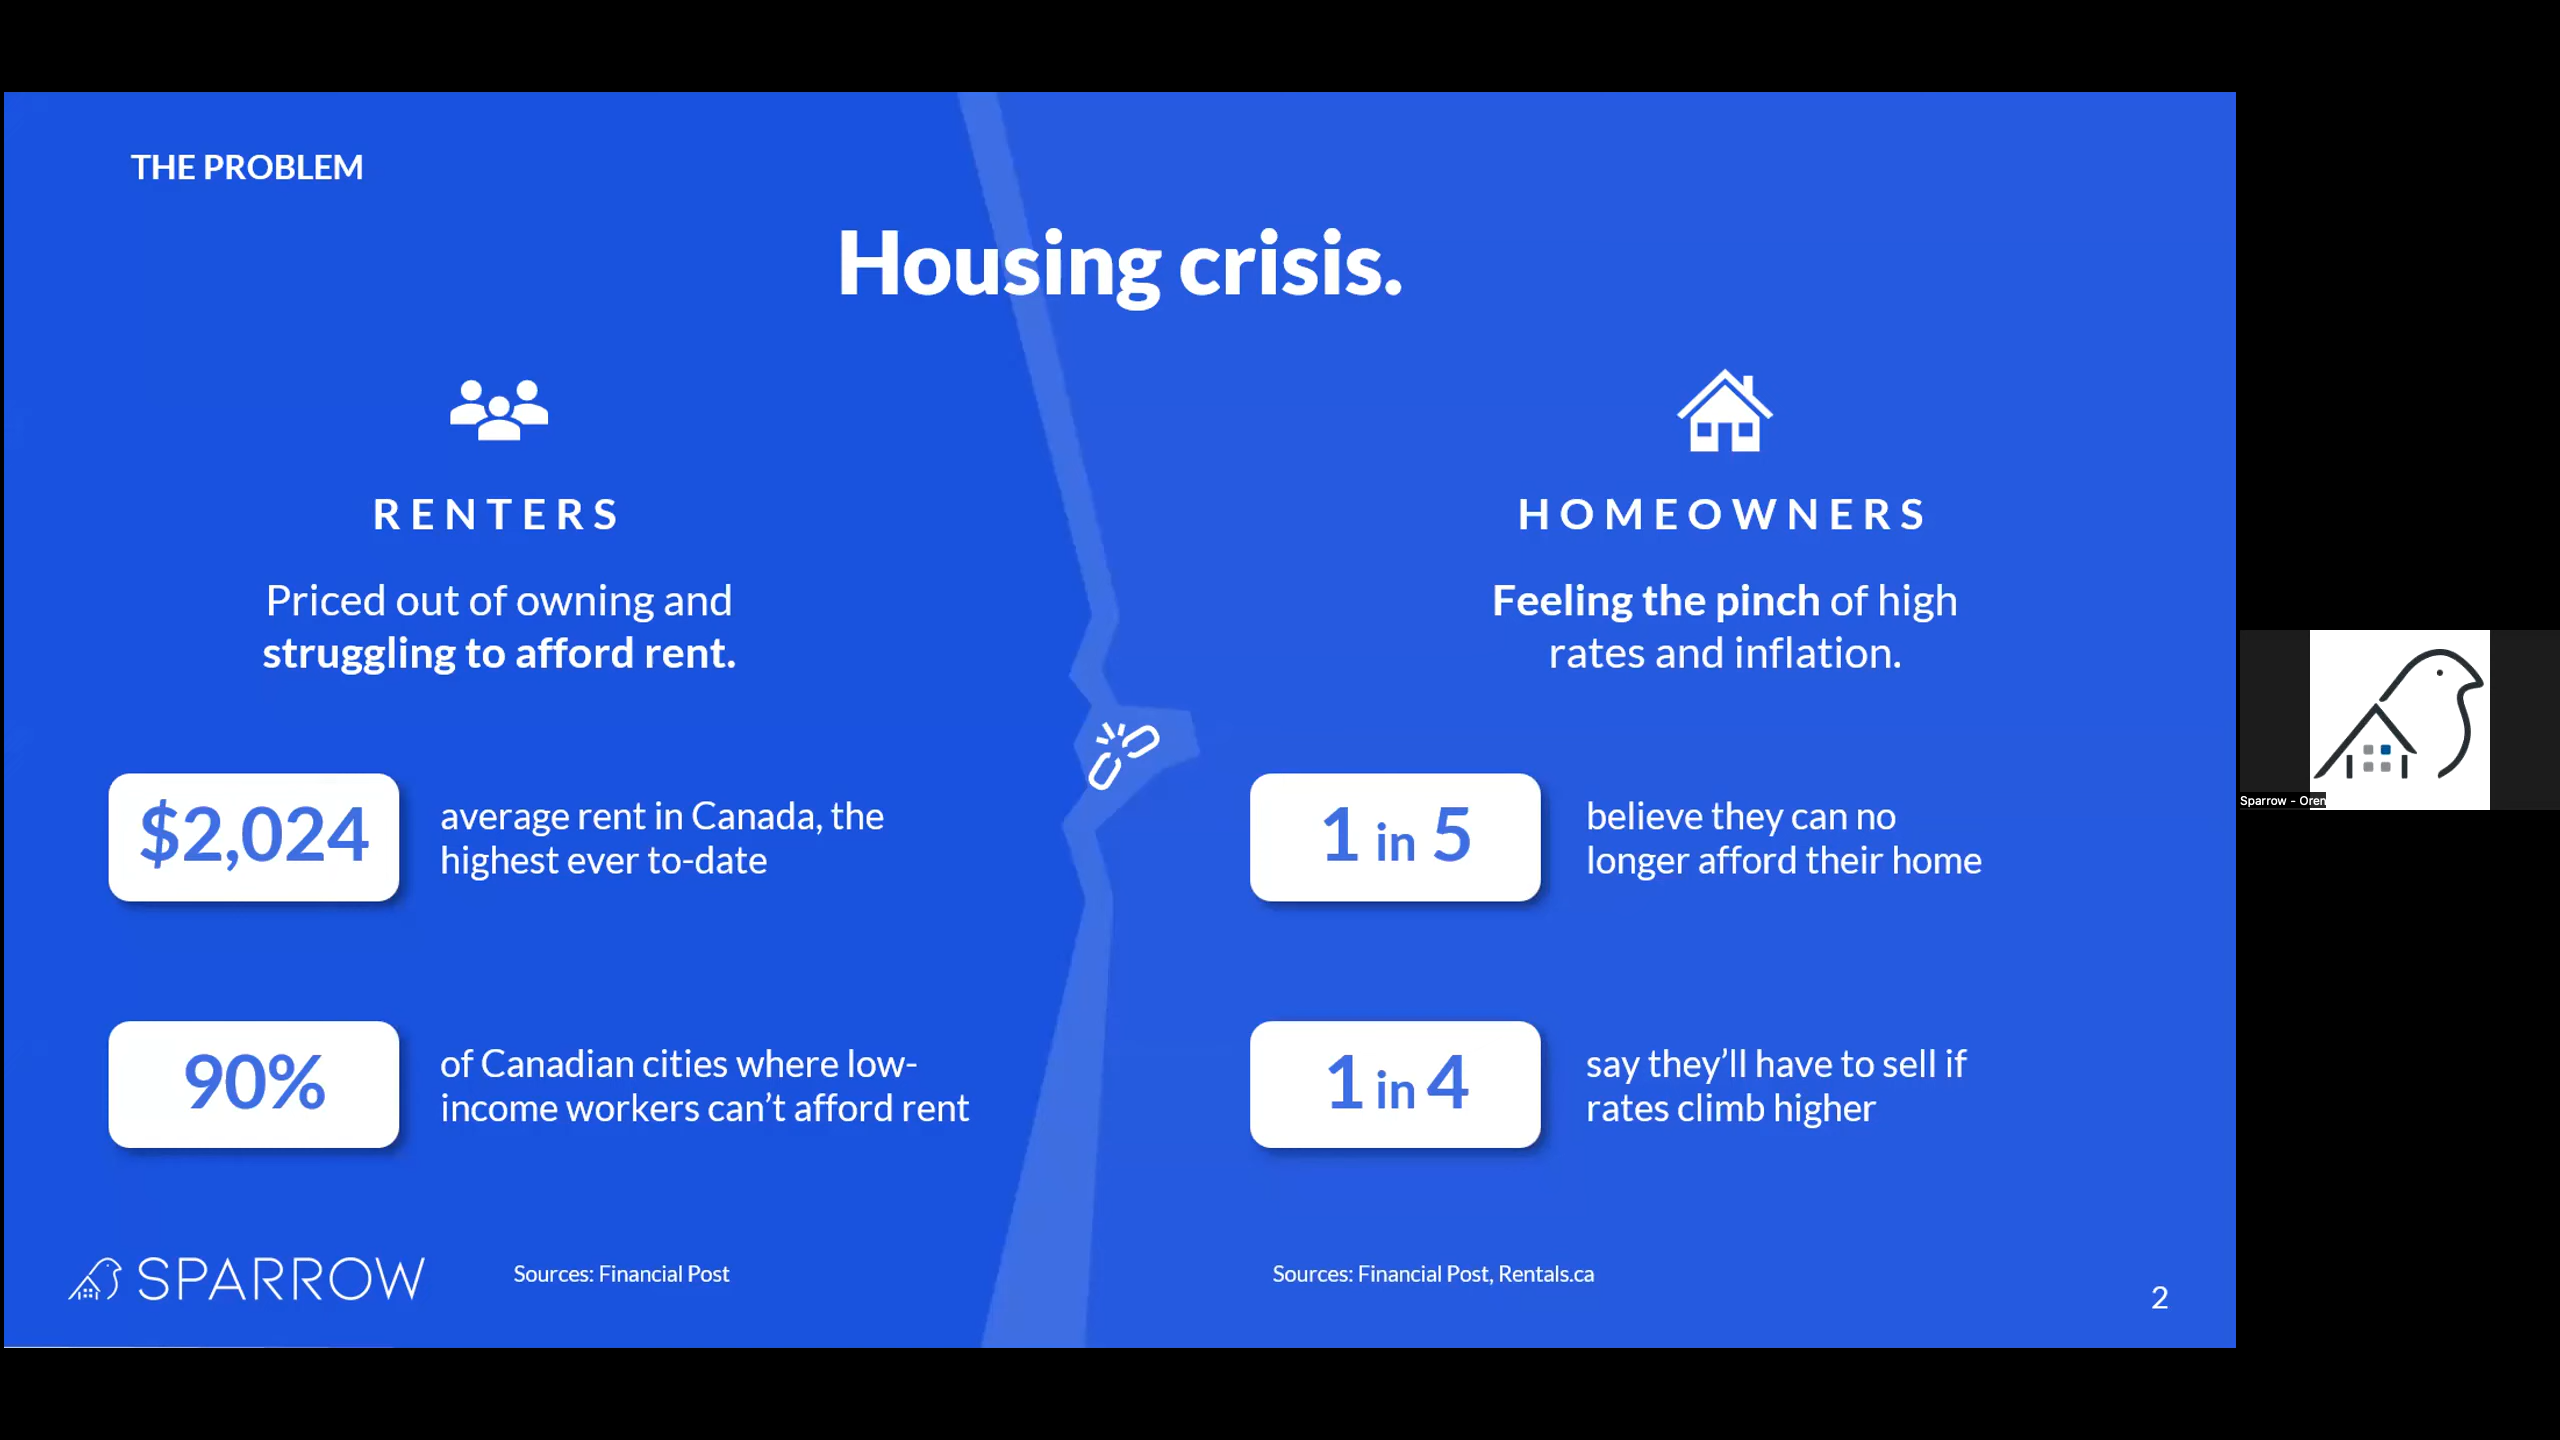 THE PROBLEM
Housing crisis.
RENTERS
Priced out of owning and
struggling to afford rent.
$2,024
average rent in Canada, the
highest ever to-date
90%
of Canadian cities where low-
income workers can’t afford rent
HOMEOWNERS
Feeling the pinch of high
rates and inflation.
1 in 5
believe they can no
longer afford their home
1 in 4
say they’ll have to sell if
rates climb higher
SPARROW
Sources: Financial Post
Sources: Financial Post, Rentals.ca
2
Sparrow - Oren